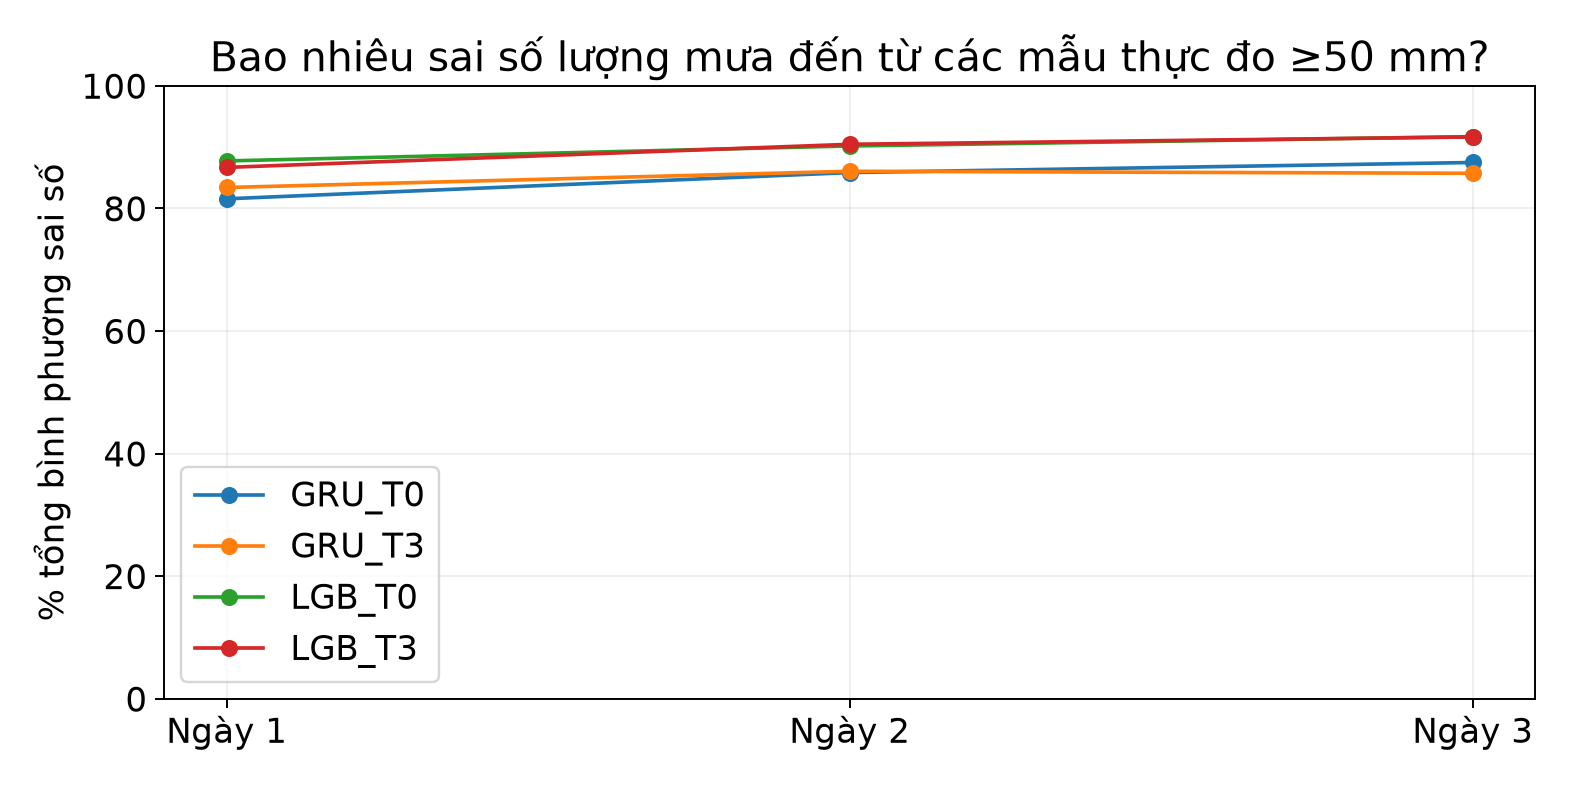 Bao nhiêu sai số lượng mưa đến từ các mẫu thực đo ≥50 mm?
% tổng bình phương sai số
100
80
60
40
20
0
GRU_T0
GRU_T3
LGB_T0
LGB_T3
Ngày 1
Ngày 2
Ngày 3